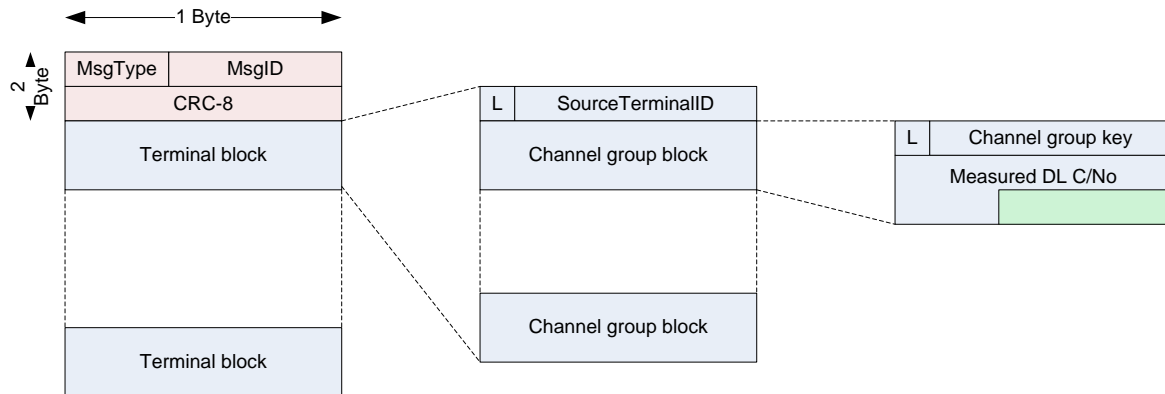 1 Byte
2
Byte
MsgType
MsgID
CRC-8
Terminal block
Terminal block
L
SourceTerminalID
Channel group block
Channel group block
L
Channel group key
Measured DL C/No